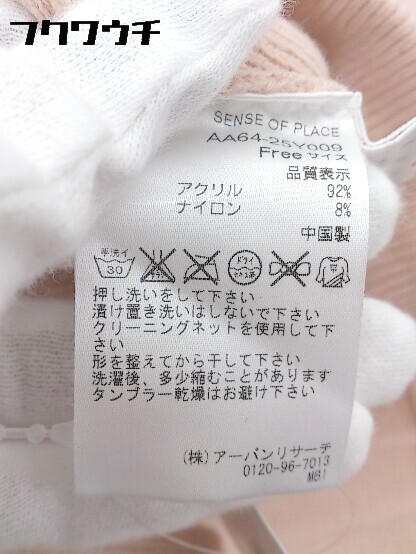 フクワウチ
SENSE OF PLACE
AA64-25Y009
Free サイズ
品質表示
アクリル 92%
ナイロン 8%
中国製
手洗イ
30
ドライ
押し洗いをして下さい
漬け置き洗いはしないで下さい
クリーニングネットを使用して下
さい
形を整えてから干して下さい
洗濯後、多少縮むことがあります
タンブラー乾燥はお避け下さい
(株) アーバンリサーチ
0120-96-7013
MBI